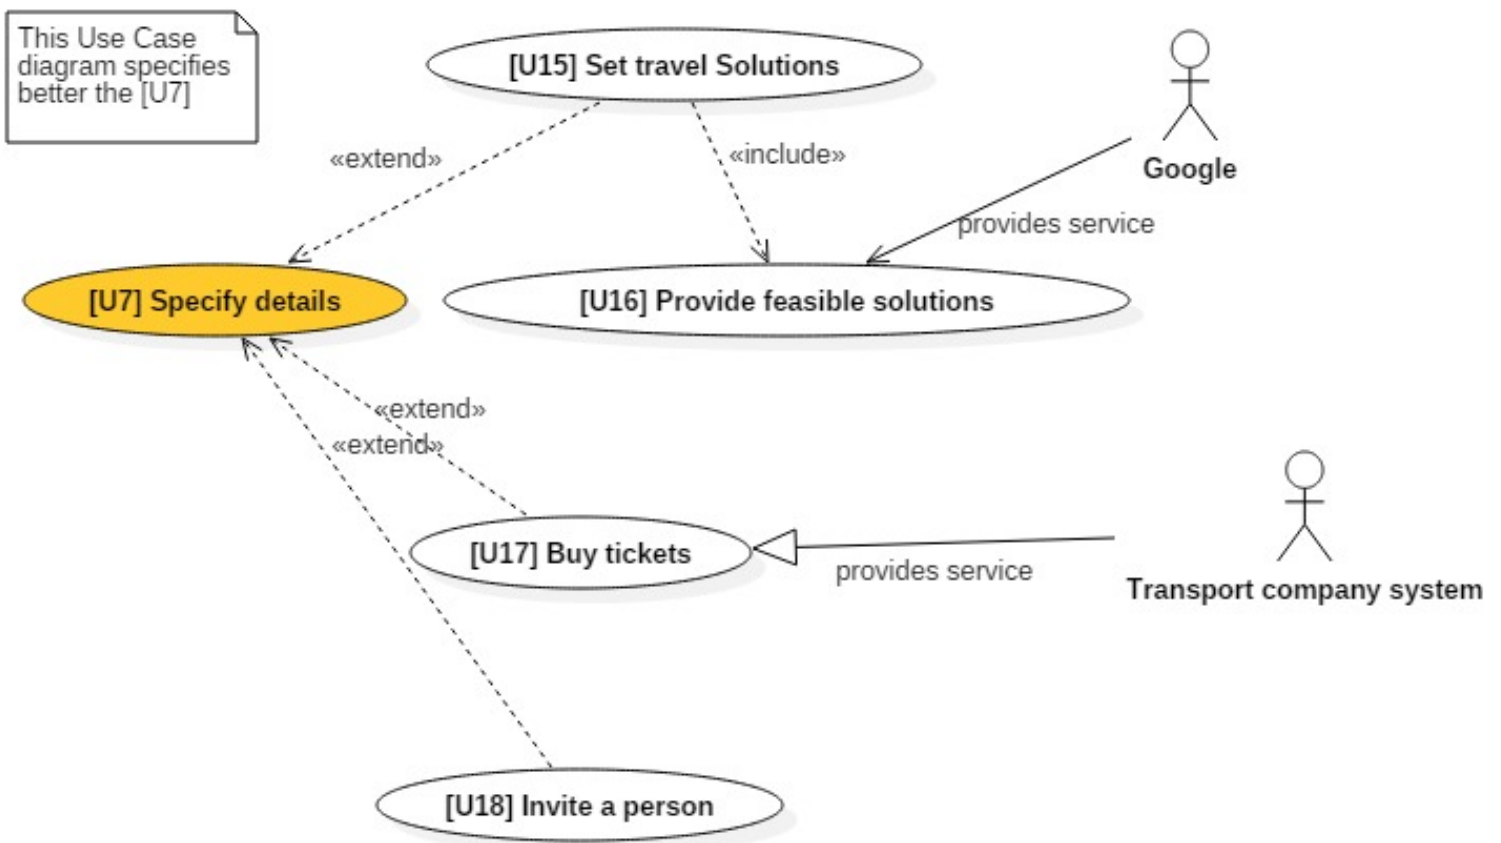 This Use Case
diagram specifies
better the [U7]
[U15] Set travel Solutions
«extend»
«include»
Google
provides service
[U7] Specify details
[U16] Provide feasible solutions
«extend»
«extend»
[U17] Buy tickets
provides service
Transport company system
[U18] Invite a person